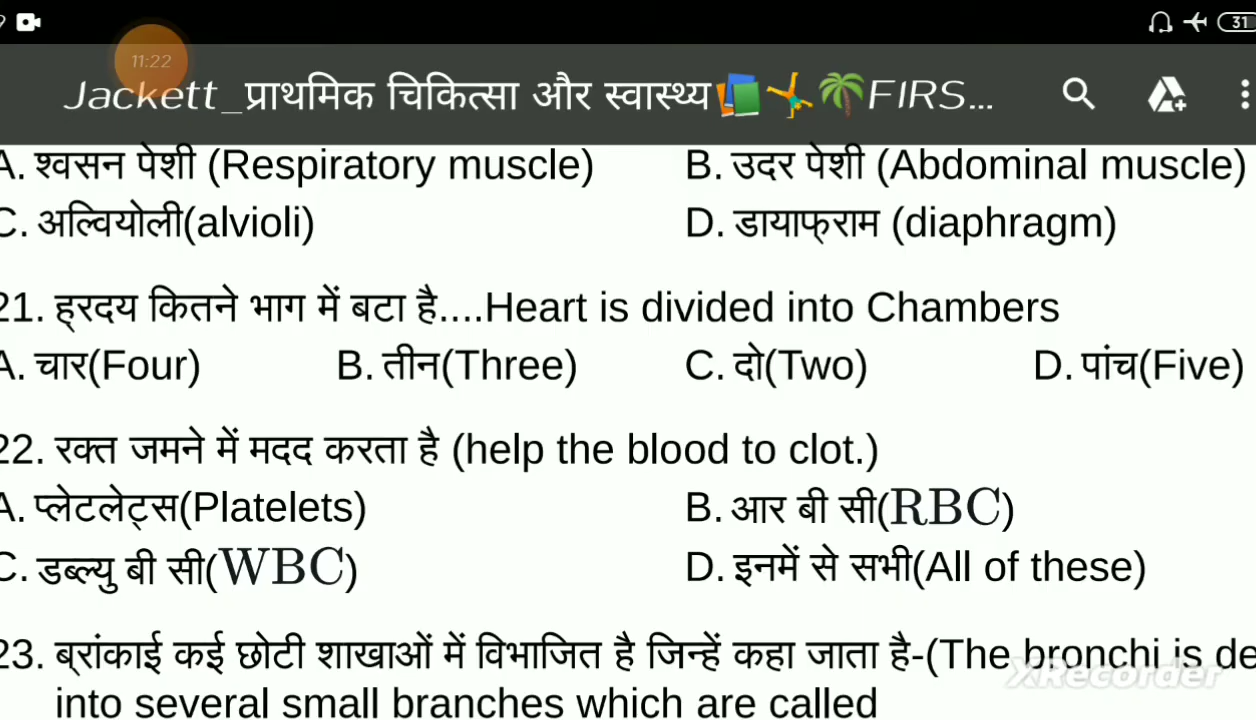 11:22
31
Jackett_प्राथमिक चिकित्सा और स्वास्थ्य📚🤸🌴FIRS...
A. श्वसन पेशी (Respiratory muscle) B. उदर पेशी (Abdominal muscle)
C. अल्वियोली(alvioli) D. डायाफ्राम (diaphragm)
21. ह्रदय कितने भाग में बटा है....Heart is divided into Chambers
A. चार(Four) B. तीन(Three) C. दो(Two) D. पांच(Five)
22. रक्त जमने में मदद करता है (help the blood to clot.)
A. प्लेटलेट्स(Platelets) B. आर बी सी(RBC)
C. डब्ल्यु बी सी(WBC) D. इनमें से सभी(All of these)
23. ब्रांकाई कई छोटी शाखाओं में विभाजित है जिन्हें कहा जाता है-(The bronchi is de
into several small branches which are called
XRecorder